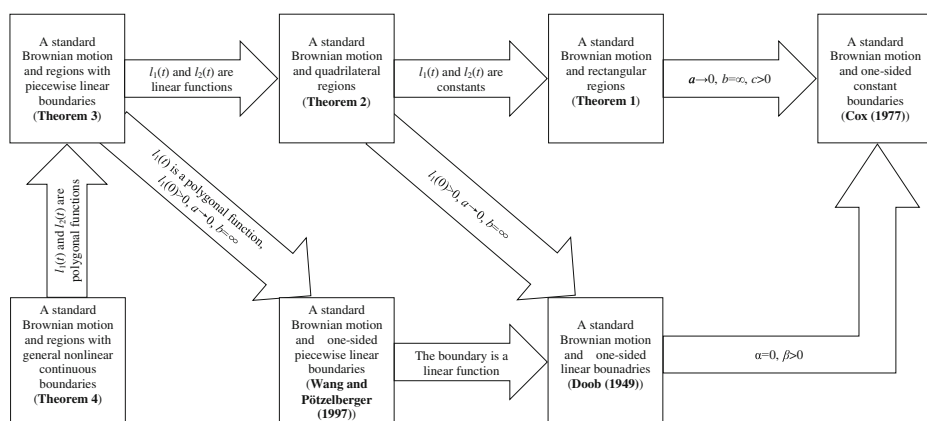 A standard
Brownian motion
and regions with
piecewise linear
boundaries
(Theorem 3)
l₁(t) and l₂(t) are
linear functions
A standard
Brownian motion
and quadrilateral
regions
(Theorem 2)
l₁(t) and l₂(t) are
constants
A standard
Brownian motion
and rectangular
regions
(Theorem 1)
a→0, b=∞, c>0
A standard
Brownian motion
and one-sided
constant
boundaries
(Cox (1977))
l₁(t) and l₂(t) are
polygonal functions
l₁(t) is a polygonal function,
l₁(0)>0, a→0, b=∞
l₁(0)>0, a→0, b=∞
A standard
Brownian motion
and regions with
general nonlinear
continuous
boundaries
(Theorem 4)
A standard
Brownian motion
and one-sided
piecewise linear
boundaries
(Wang and
Pötzelberger
(1997))
The boundary is a
linear function
A standard
Brownian motion
and one-sided
linear bounadries
(Doob (1949))
α=0, β>0